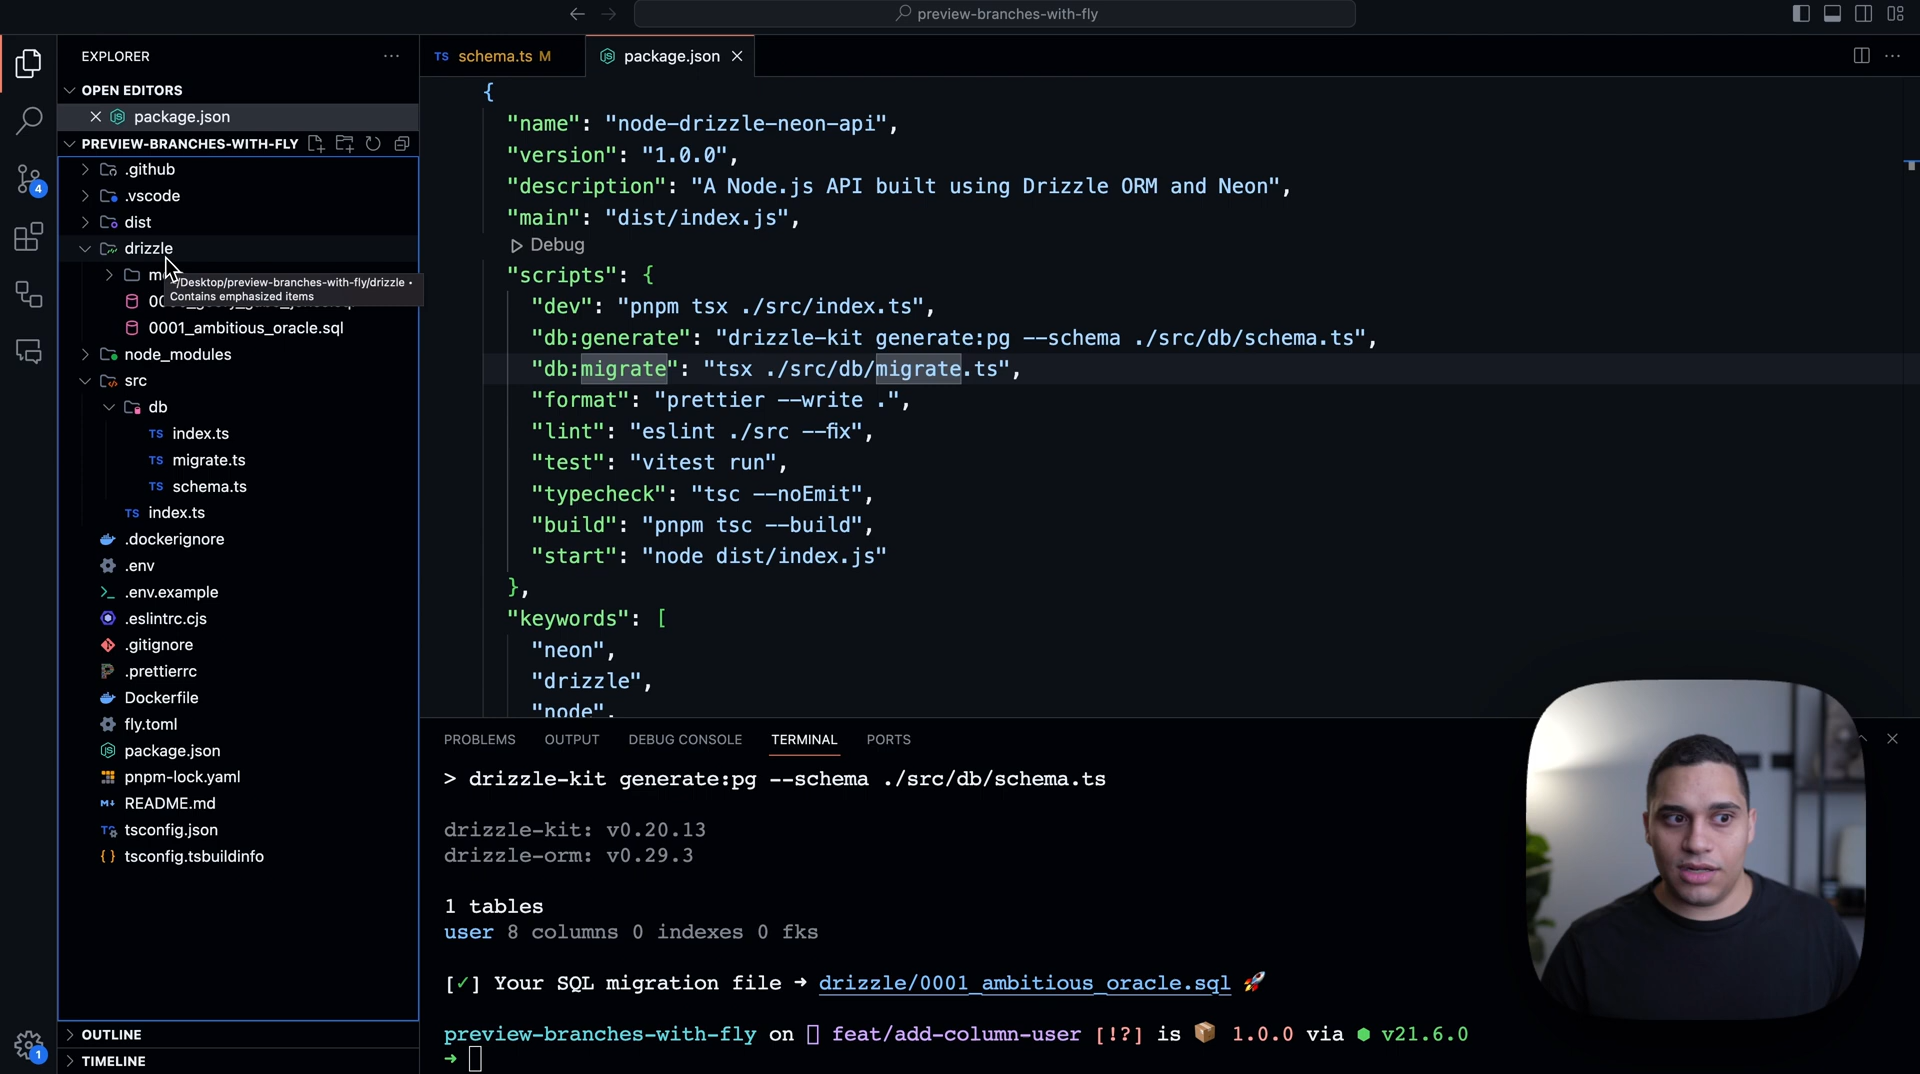 preview-branches-with-fly
EXPLORER
OPEN EDITORS
package.json
PREVIEW-BRANCHES-WITH-FLY
.github
.vscode
dist
drizzle
~/Desktop/preview-branches-with-fly/drizzle •
Contains emphasized items
0001_ambitious_oracle.sql
node_modules
src
db
TS index.ts
TS migrate.ts
TS schema.ts
TS index.ts
.dockerignore
.env
.env.example
.eslintrc.cjs
.gitignore
.prettierrc
Dockerfile
fly.toml
package.json
pnpm-lock.yaml
README.md
tsconfig.json
{} tsconfig.tsbuildinfo
OUTLINE
TIMELINE
4
1
TS schema.ts M
package.json
{
"name": "node-drizzle-neon-api",
"version": "1.0.0",
"description": "A Node.js API built using Drizzle ORM and Neon",
"main": "dist/index.js",
Debug
"scripts": {
"dev": "pnpm tsx ./src/index.ts",
"db:generate": "drizzle-kit generate:pg --schema ./src/db/schema.ts",
"db:migrate": "tsx ./src/db/migrate.ts",
"format": "prettier --write .",
"lint": "eslint ./src --fix",
"test": "vitest run",
"typecheck": "tsc --noEmit",
"build": "pnpm tsc --build",
"start": "node dist/index.js"
},
"keywords": [
"neon",
"drizzle",
"node",
PROBLEMS OUTPUT DEBUG CONSOLE TERMINAL PORTS
> drizzle-kit generate:pg --schema ./src/db/schema.ts
drizzle-kit: v0.20.13
drizzle-orm: v0.29.3
1 tables
user 8 columns 0 indexes 0 fks
[✓] Your SQL migration file ➜ drizzle/0001_ambitious_oracle.sql 🚀
preview-branches-with-fly on feat/add-column-user [!?] is 📦 1.0.0 via ⬢ v21.6.0
➜